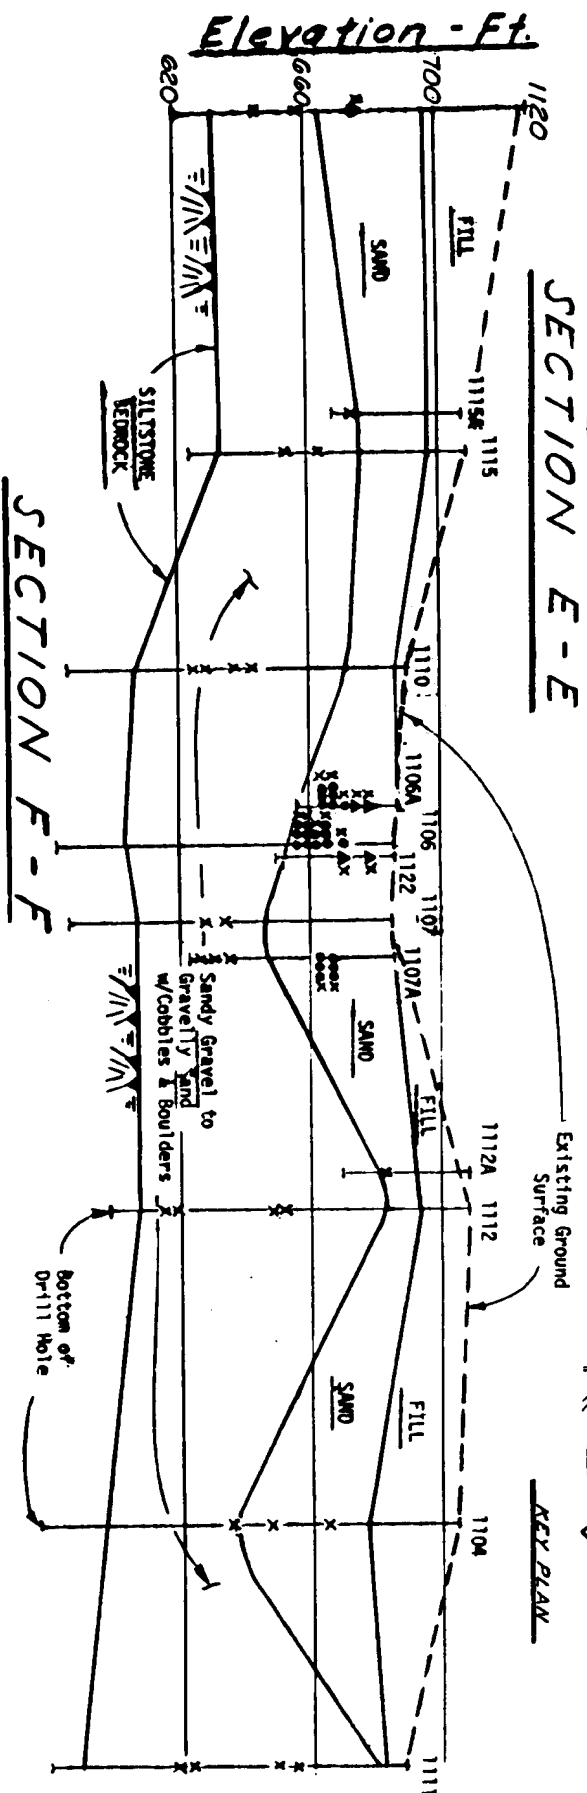 SECTION E-E
KEY PLAN
Existing Ground
Surface
Elevation - Ft.
700
660
620
1120
1115B
1115
1110
1106A
1106
1122
1107
1107A
1112A
1112
1104
FILL
SAND
FILL
SAND
FILL
SAND
SILTSTONE
BEDROCK
Sandy Gravel to
Gravelly Sand
w/Cobbles & Boulders
Bottom of
Drill Hole
SECTION F-F